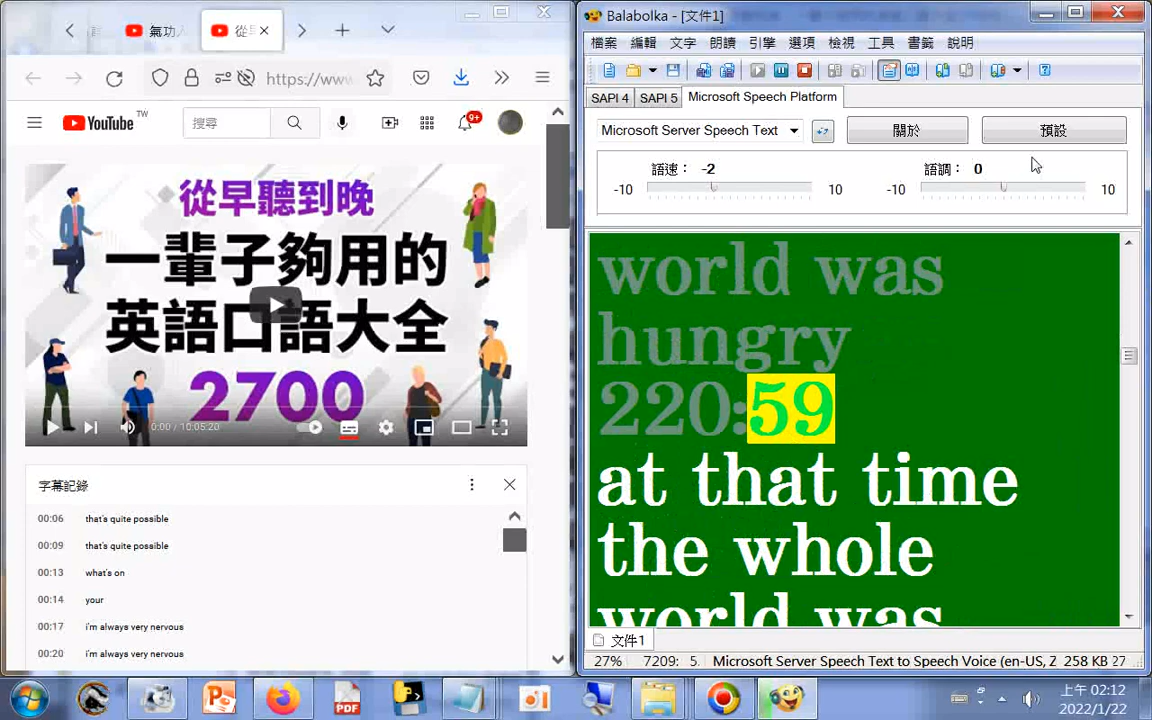 氣功
從
https://www
YouTube TW
搜尋
9+
從早聽到晚
一輩子夠用的
英語口語大全
2700
0:00 / 10:05:20
字幕記錄
00:06 that's quite possible
00:09 that's quite possible
00:13 what's on
00:14 your
00:17 i'm always very nervous
00:20 i'm always very nervous
Balabolka - [文件1]
檔案 編輯 文字 朗讀 引擎 選項 檢視 工具 書籤 說明
SAPI 4 SAPI 5 Microsoft Speech Platform
Microsoft Server Speech Text 關於 預設
語速： -2 語調： 0
-10 10 -10 10
world was
hungry
220:59
at that time
the whole
world was
文件1
27% 7209: 5. Microsoft Server Speech Text to Speech Voice (en-US, Z 258 KB 27
PDF
上午 02:12
2022/1/22